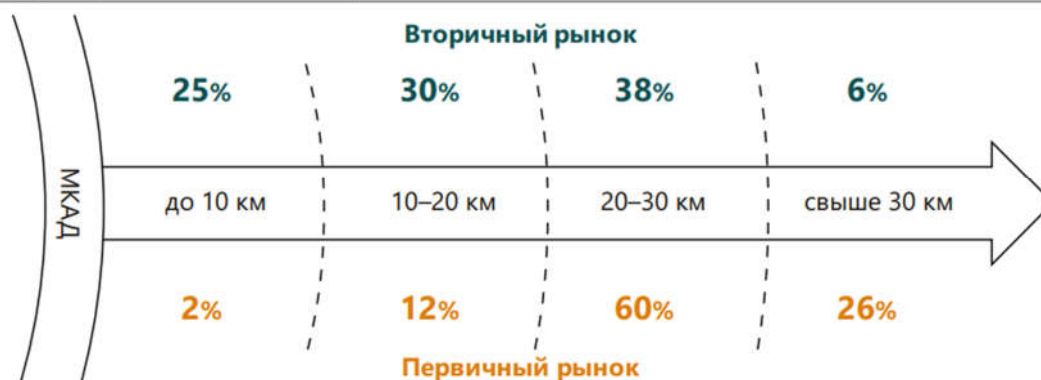 Вторичный рынок
25% 30% 38% 6%
МКАД
до 10 км 10–20 км 20–30 км свыше 30 км
2% 12% 60% 26%
Первичный рынок